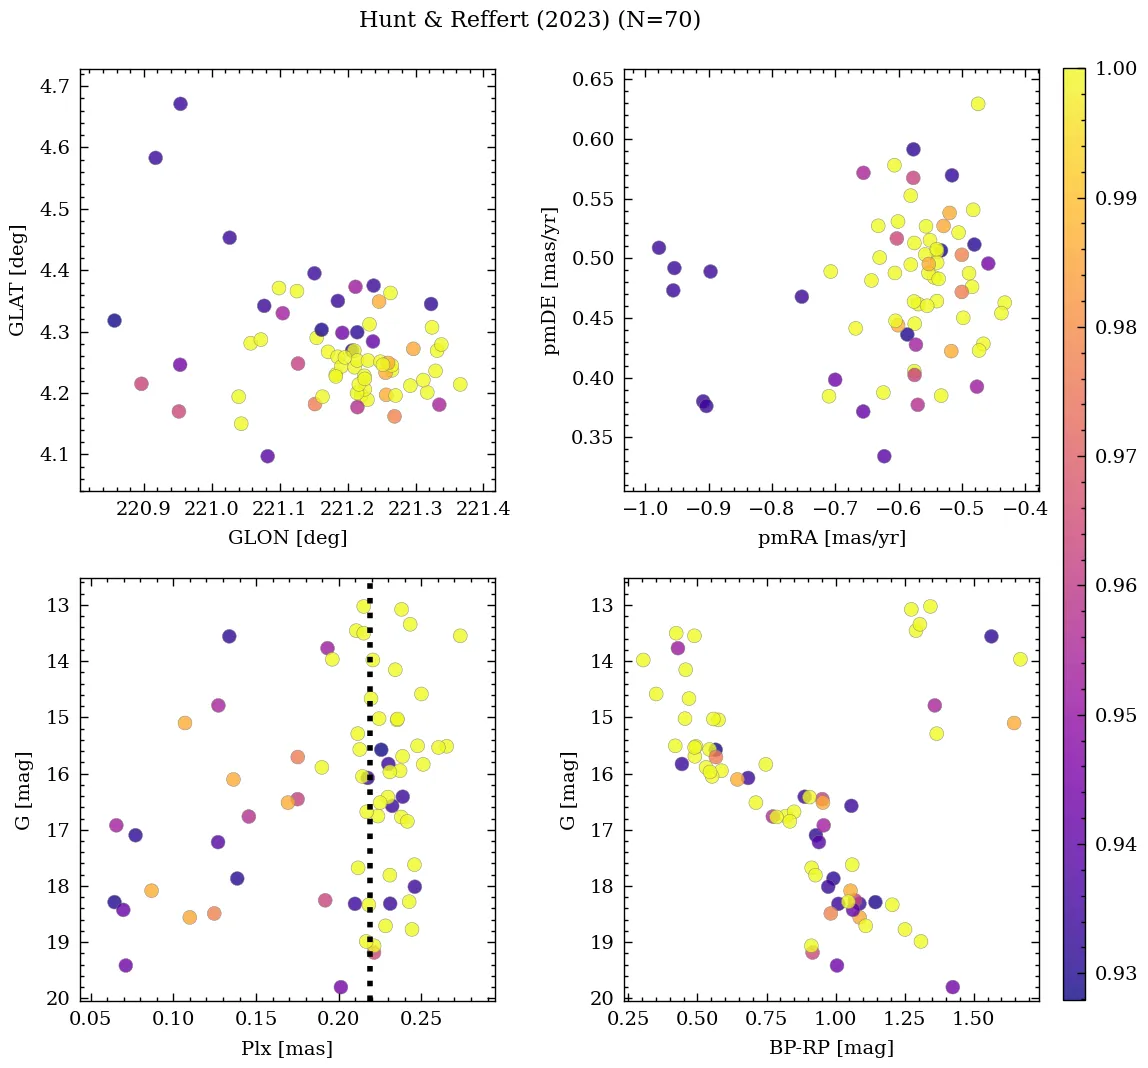 Hunt & Reffert (2023) (N=70)
4.7
4.6
4.5
4.4
4.3
4.2
4.1
GLAT [deg]
220.9 221.0 221.1 221.2 221.3 221.4
GLON [deg]
0.65
0.60
0.55
0.50
0.45
0.40
0.35
pmDE [mas/yr]
−1.0 −0.9 −0.8 −0.7 −0.6 −0.5 −0.4
pmRA [mas/yr]
13
14
15
16
17
18
19
20
G [mag]
0.05 0.10 0.15 0.20 0.25
Plx [mas]
13
14
15
16
17
18
19
20
G [mag]
0.25 0.50 0.75 1.00 1.25 1.50
BP-RP [mag]
1.00
0.99
0.98
0.97
0.96
0.95
0.94
0.93